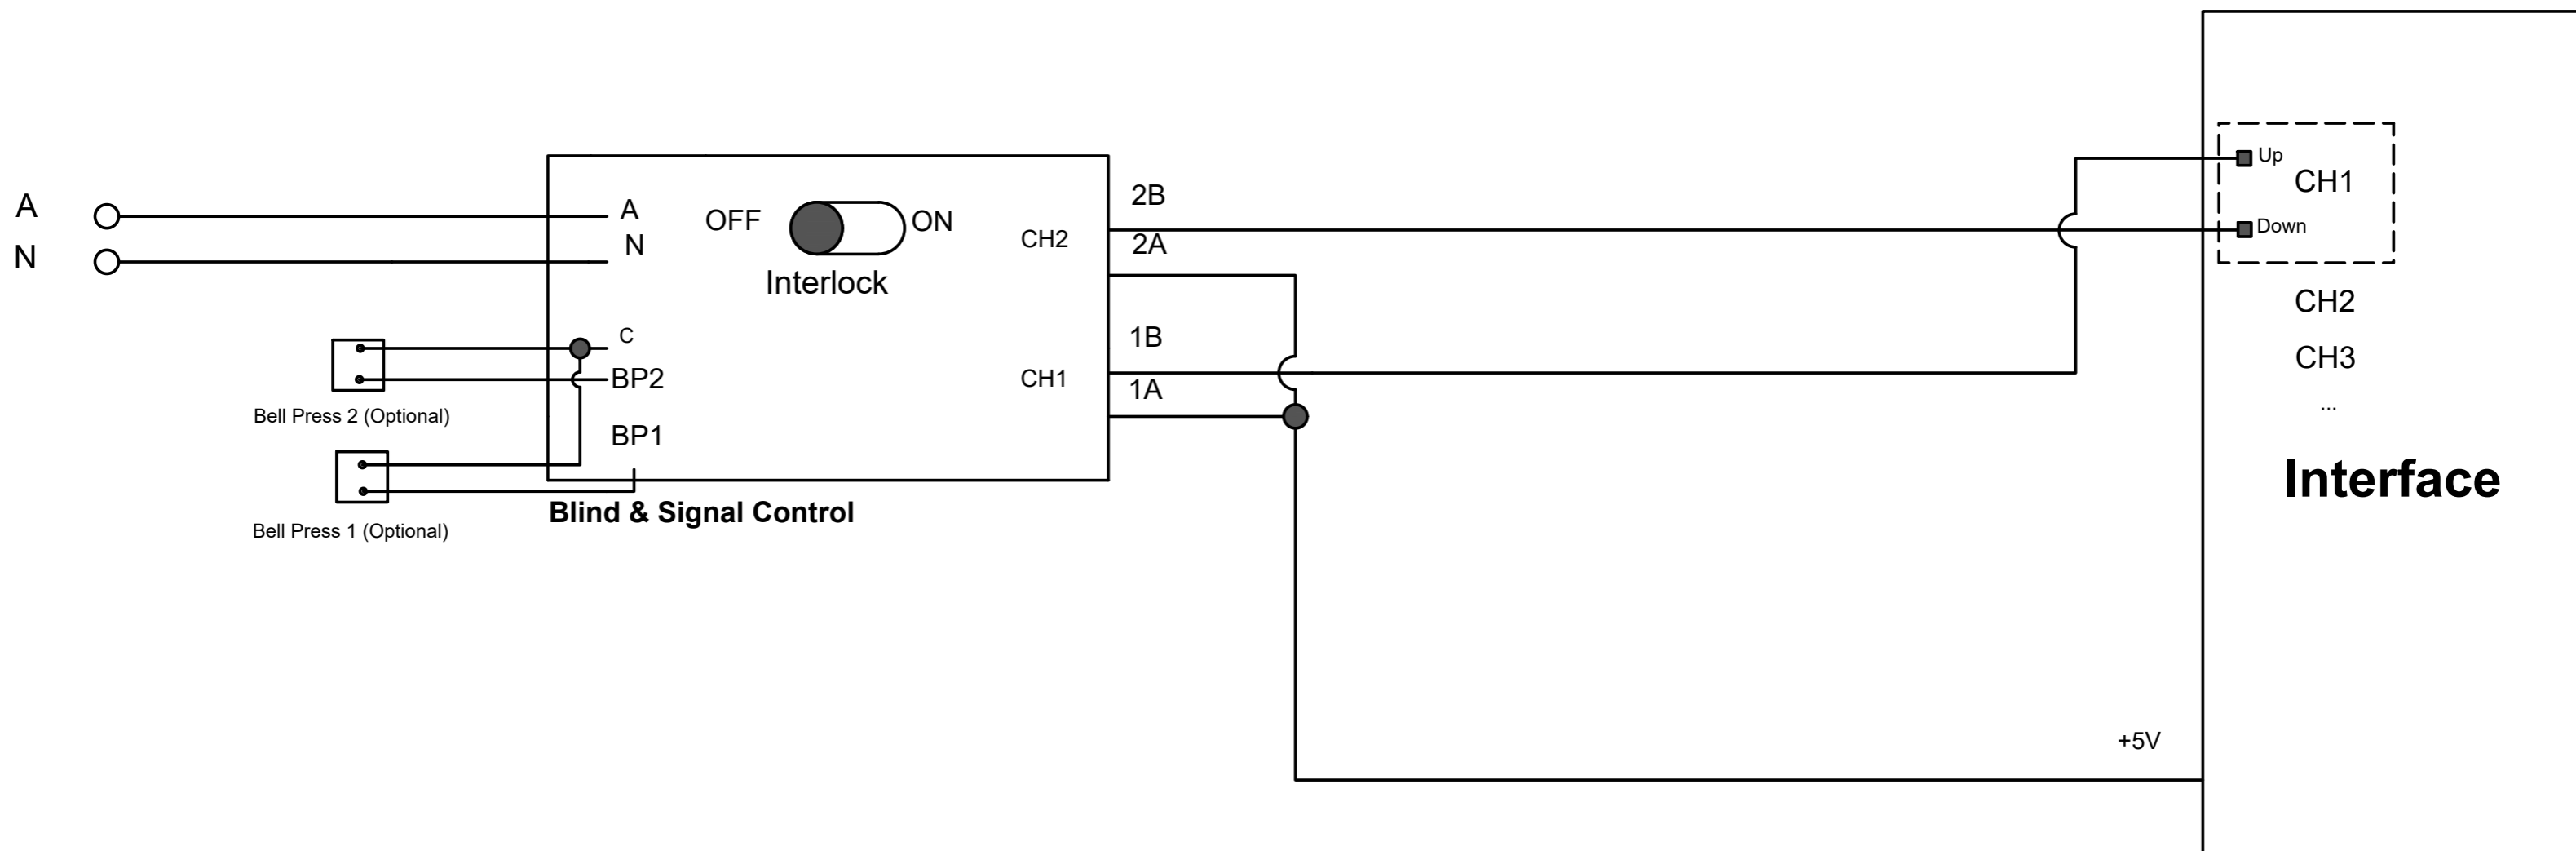 A
N
A
N
OFF
ON
Interlock
CH2
C
BP2
BP1
CH1
Bell Press 2 (Optional)
Bell Press 1 (Optional)
Blind & Signal Control
2B
2A
1B
1A
+5V
Up
CH1
Down
CH2
CH3
...
Interface